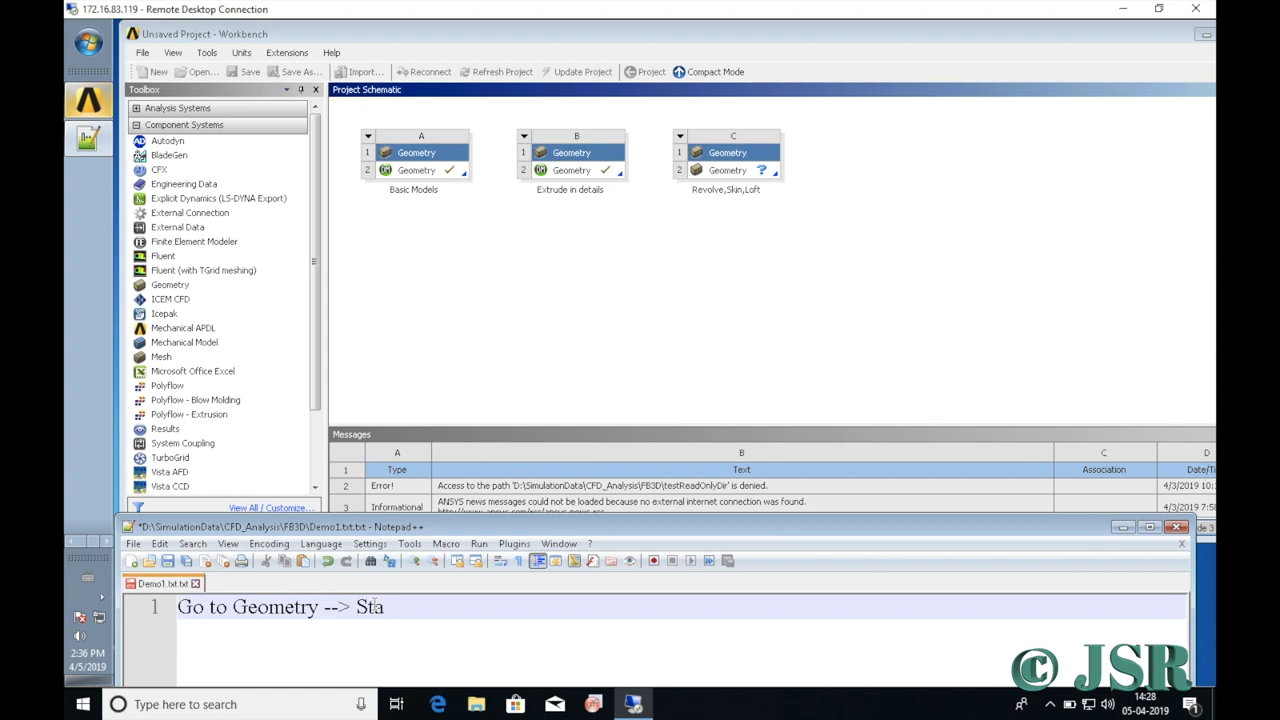 172.16.83.119 - Remote Desktop Connection
Unsaved Project - Workbench
File View Tools Units Extensions Help
New Open... Save Save As... Import... Reconnect Refresh Project Update Project Project Compact Mode
Toolbox
Project Schematic
Analysis Systems
Component Systems
Autodyn
BladeGen
CFX
Engineering Data
Explicit Dynamics (LS-DYNA Export)
External Connection
External Data
Finite Element Modeler
Fluent
Fluent (with TGrid meshing)
Geometry
ICEM CFD
Icepak
Mechanical APDL
Mechanical Model
Mesh
Microsoft Office Excel
Polyflow
Polyflow - Blow Molding
Polyflow - Extrusion
Results
System Coupling
TurboGrid
Vista AFD
Vista CCD
View All / Customize...
A B C
1 Geometry 1 Geometry 1 Geometry
2 Geometry 2 Geometry 2 Geometry ?
Basic Models Extrude in details Revolve,Skin,Loft
Messages
A B C D
1 Type Text Association Date/Ti
2 Error! Access to the path 'D:\SimulationData\CFD_Analysis\FB3D\testReadOnlyDir' is denied. 4/3/2019 10:
3 Informational ANSYS news messages could not be loaded because no external internet connection was found. 4/3/2019 7:5
*D:\SimulationData\CFD_Analysis\FB3D\Demo1.txt.txt - Notepad++
File Edit Search View Encoding Language Settings Tools Macro Run Plugins Window ?
Demo1.txt.txt
1 Go to Geometry --> Sta
2:36 PM
4/5/2019
© JSR
Type here to search
14:28
05-04-2019